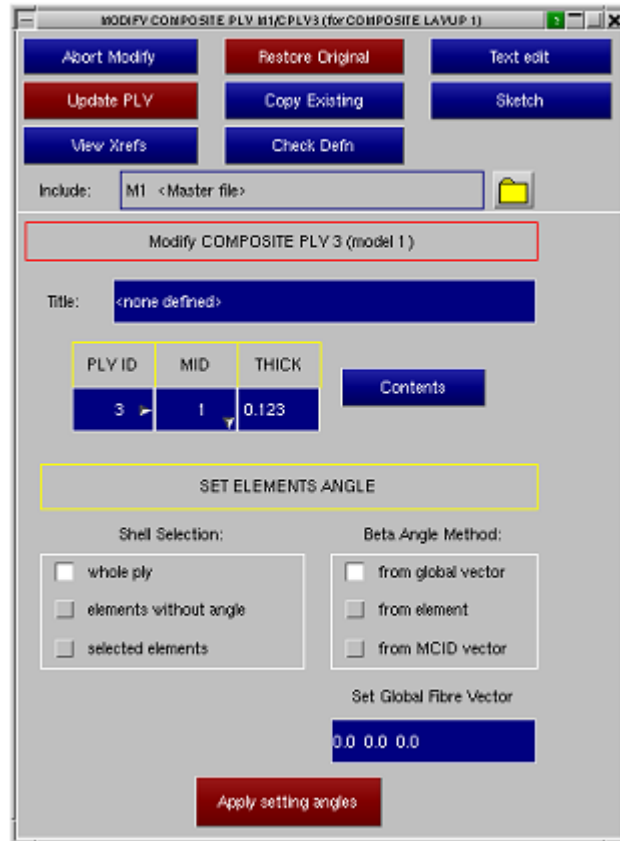 MODIFY COMPOSITE PLY M1/CPLY3 (for COMPOSITE LAYUP 1) ?
Abort Modify Restore Original Text edit
Update PLY Copy Existing Sketch
View Xrefs Check Defn
Include: M1 <Master file>
Modify COMPOSITE PLY 3 (model 1)
Title: <none defined>
PLY ID MID THICK
3 1 0.123
Contents
SET ELEMENTS ANGLE
Shell Selection: Beta Angle Method:
whole ply from global vector
elements without angle from element
selected elements from MCID vector
Set Global Fibre Vector
0.0 0.0 0.0
Apply setting angles